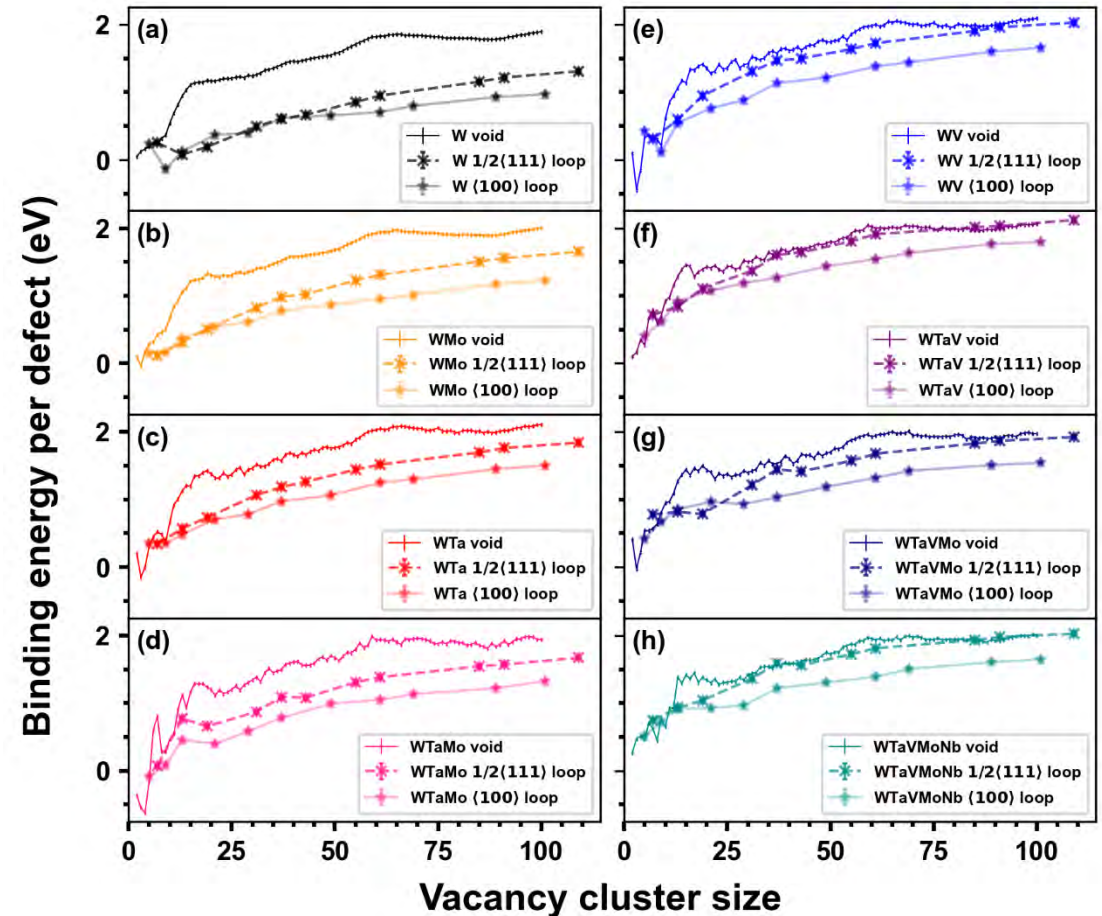 Binding energy per defect (eV)
(a)
2
1
0
W void
W 1/2⟨111⟩ loop
W ⟨100⟩ loop
(b)
2
1
0
WMo void
WMo 1/2⟨111⟩ loop
WMo ⟨100⟩ loop
(c)
2
1
0
WTa void
WTa 1/2⟨111⟩ loop
WTa ⟨100⟩ loop
(d)
2
1
0
WTaMo void
WTaMo 1/2⟨111⟩ loop
WTaMo ⟨100⟩ loop
0 25 50 75 100
(e)
WV void
WV 1/2⟨111⟩ loop
WV ⟨100⟩ loop
(f)
WTaV void
WTaV 1/2⟨111⟩ loop
WTaV ⟨100⟩ loop
(g)
WTaVMo void
WTaVMo 1/2⟨111⟩ loop
WTaVMo ⟨100⟩ loop
(h)
WTaVMoNb void
WTaVMoNb 1/2⟨111⟩ loop
WTaVMoNb ⟨100⟩ loop
0 25 50 75 100
Vacancy cluster size